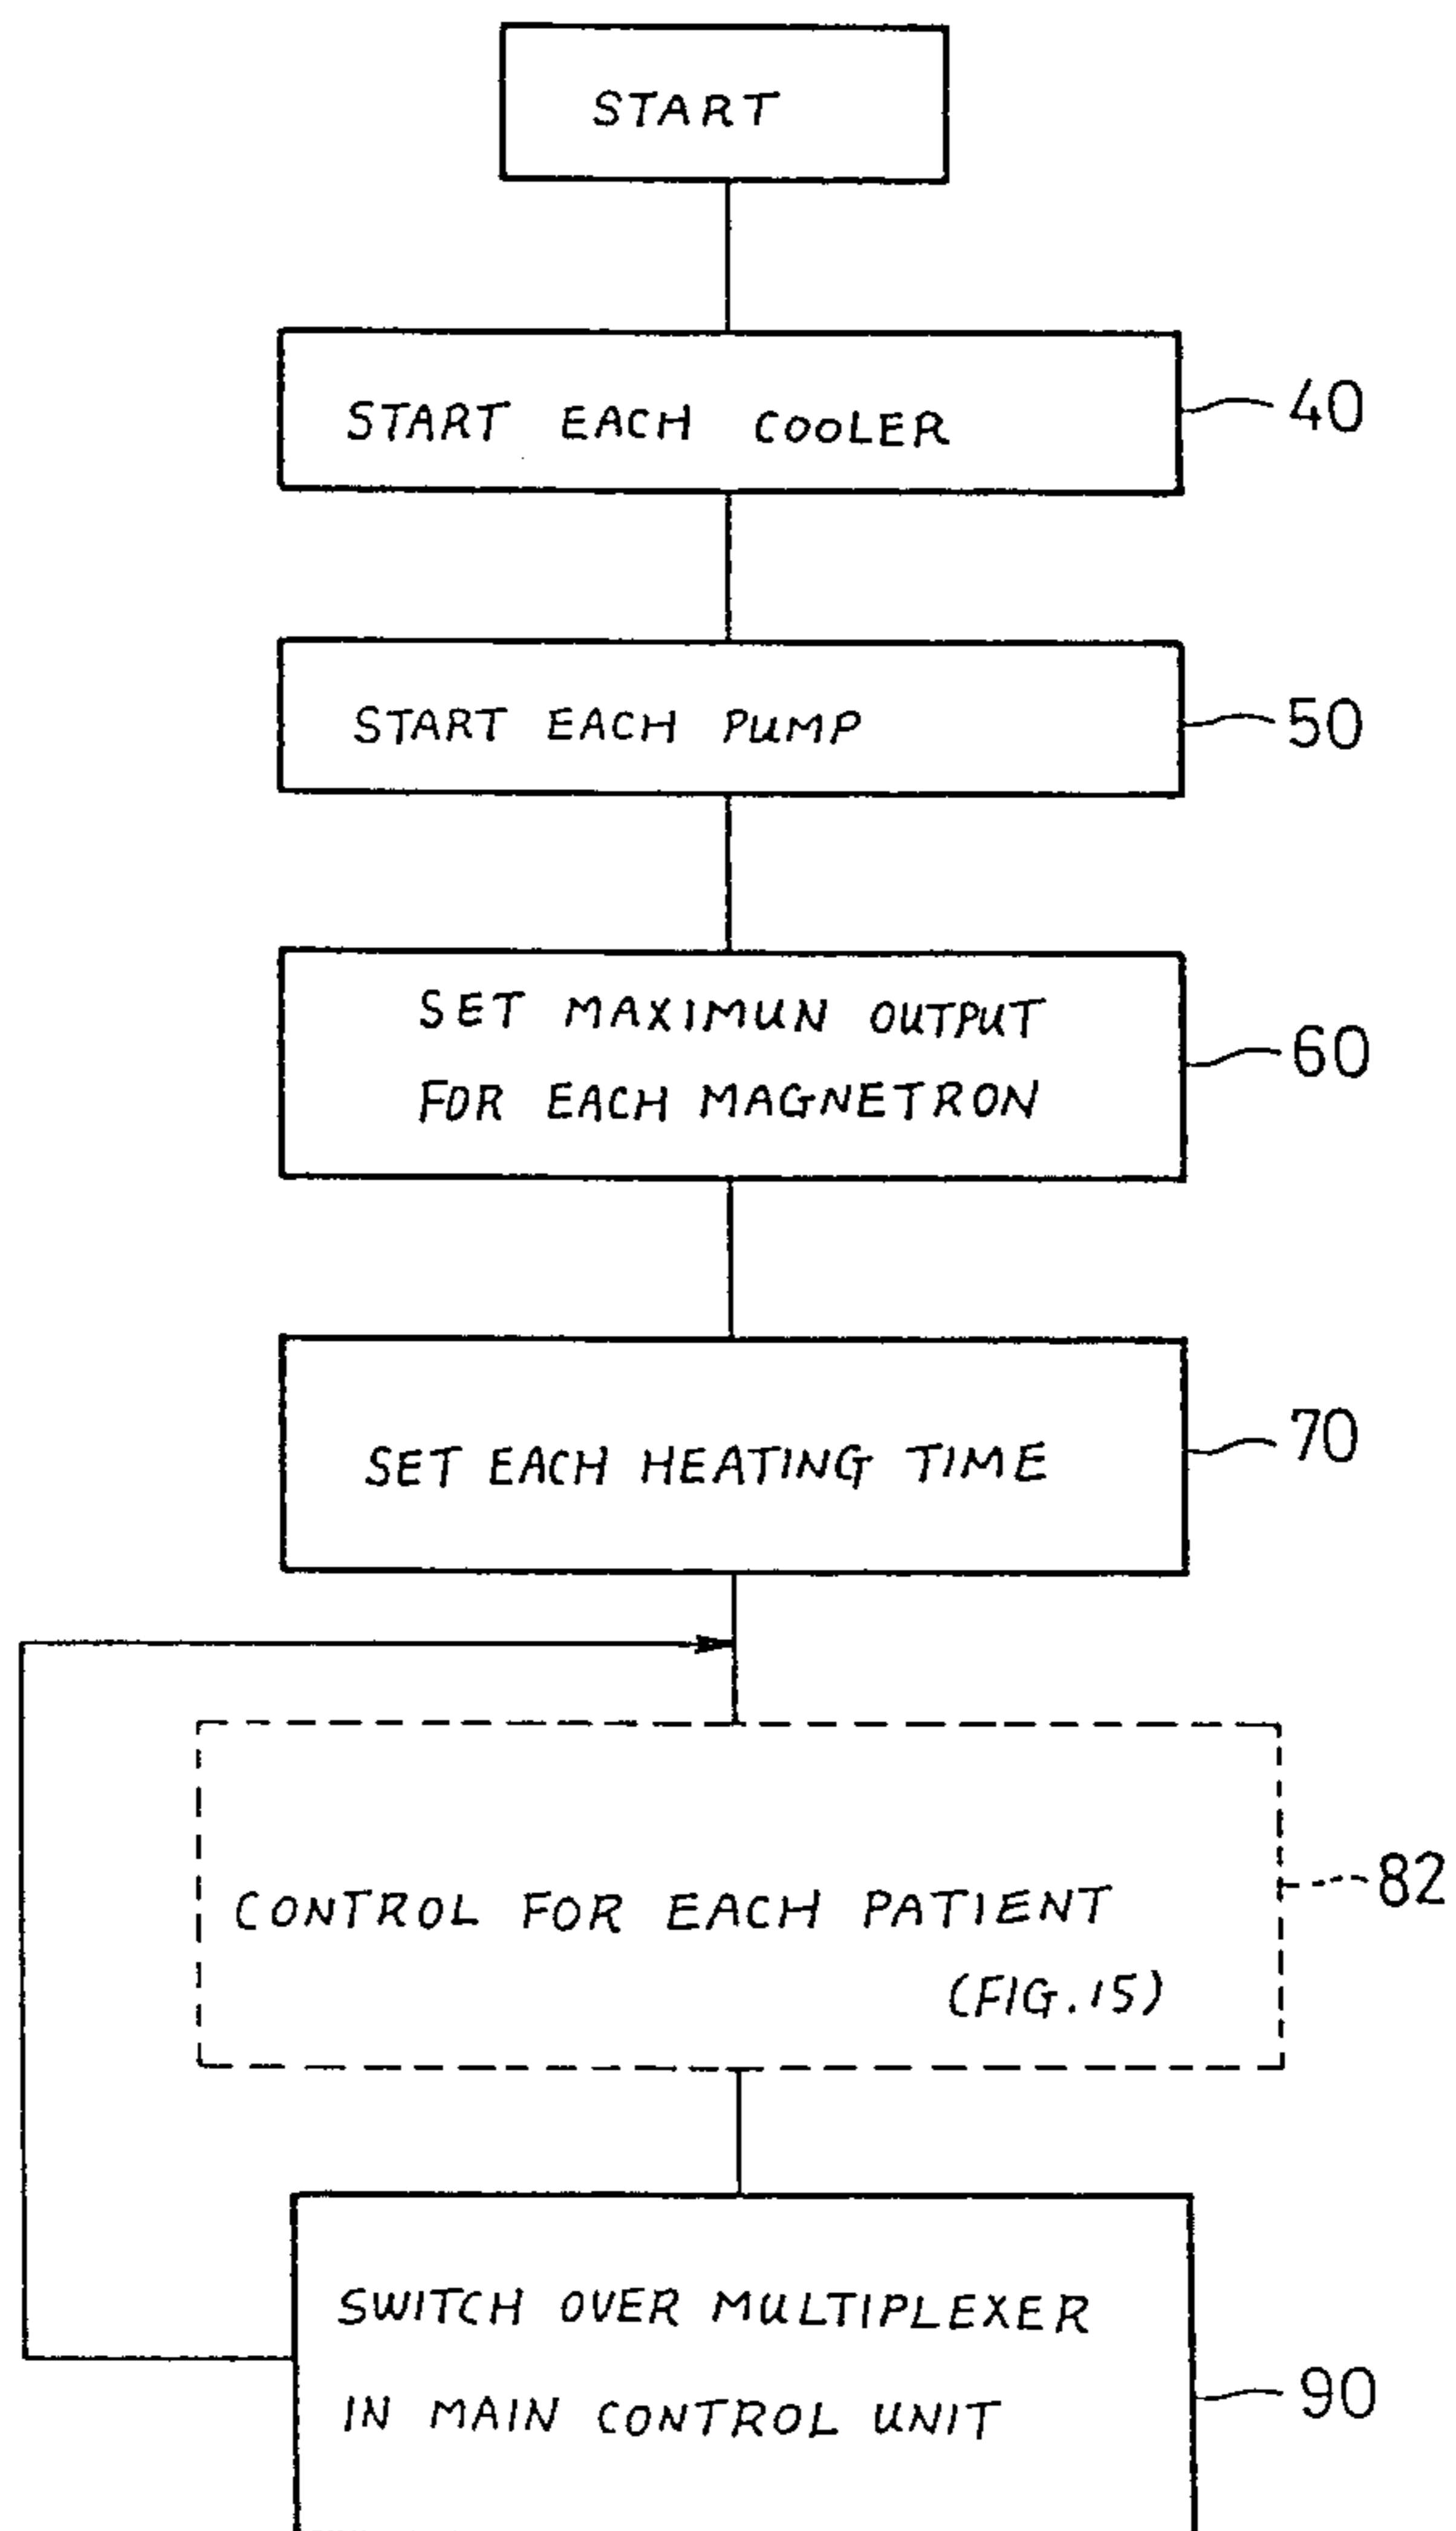 START
START EACH COOLER
40
START EACH PUMP
50
SET MAXIMUN OUTPUT
FOR EACH MAGNETRON
60
SET EACH HEATING TIME
70
CONTROL FOR EACH PATIENT
(FIG.15)
82
SWITCH OVER MULTIPLEXER
IN MAIN CONTROL UNIT
90